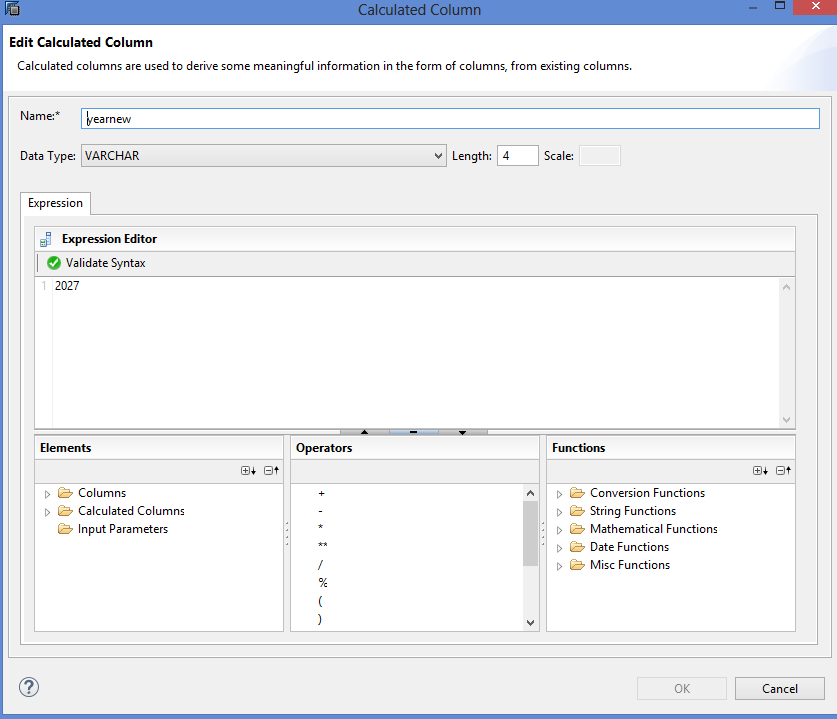 Calculated Column
Edit Calculated Column
Calculated columns are used to derive some meaningful information in the form of columns, from existing columns.
Name:* yearnew
Data Type: VARCHAR Length: 4 Scale:
Expression
Expression Editor
Validate Syntax
1 2027
Elements
Columns
Calculated Columns
Input Parameters
Operators
+
-
*
**
/
%
(
)
Functions
Conversion Functions
String Functions
Mathematical Functions
Date Functions
Misc Functions
? OK Cancel